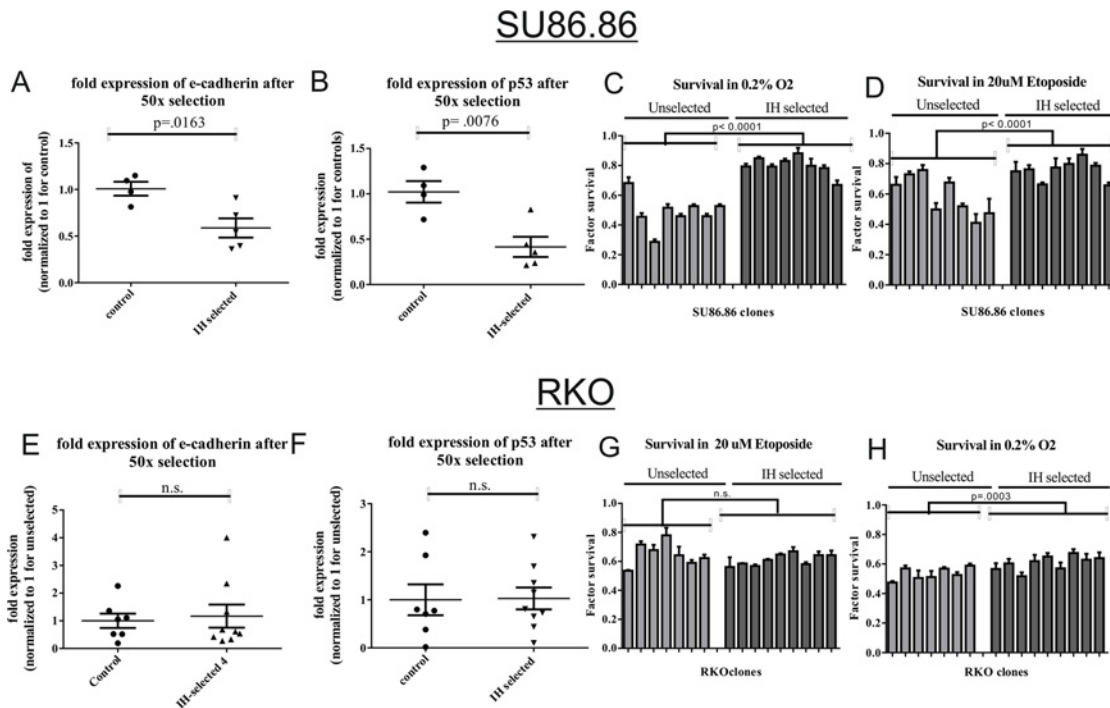 SU86.86
A
fold expression of e-cadherin after
50x selection
p=.0163
fold expression of
(normalized to 1 for control)
1.5
1.0
0.5
0.0
control
IH selected
B
fold expression of p53 after
50x selection
p= .0076
fold expression
(normalized to 1 for controls)
1.5
1.0
0.5
0.0
control
IH-selected
C
Survival in 0.2% O2
Unselected
IH selected
p< 0.0001
Factor survival
1.0
0.8
0.6
0.4
0.2
0.0
SU86.86 clones
D
Survival in 20uM Etoposide
Unselected
IH selected
p< 0.0001
Factor survival
1.0
0.8
0.6
0.4
0.2
0.0
SU86.86 clones
RKO
E
fold expression of e-cadherin after
50x selection
n.s.
fold expression
(normalized to 1 for unselected)
5
4
3
2
1
0
Control
IH-selected 4
F
fold expression of p53 after
50x selection
n.s.
fold expression
(normalized to 1 for unslected)
3
2
1
0
control
IH selected
G
Survival in 20 uM Etoposide
Unselected
IH selected
n.s.
Factor survival
1.0
0.8
0.6
0.4
0.2
0.0
RKOclones
H
Survival in 0.2% O2
Unselected
IH selected
p=.0003
Factor survival
1.0
0.8
0.6
0.4
0.2
0.0
RKO clones